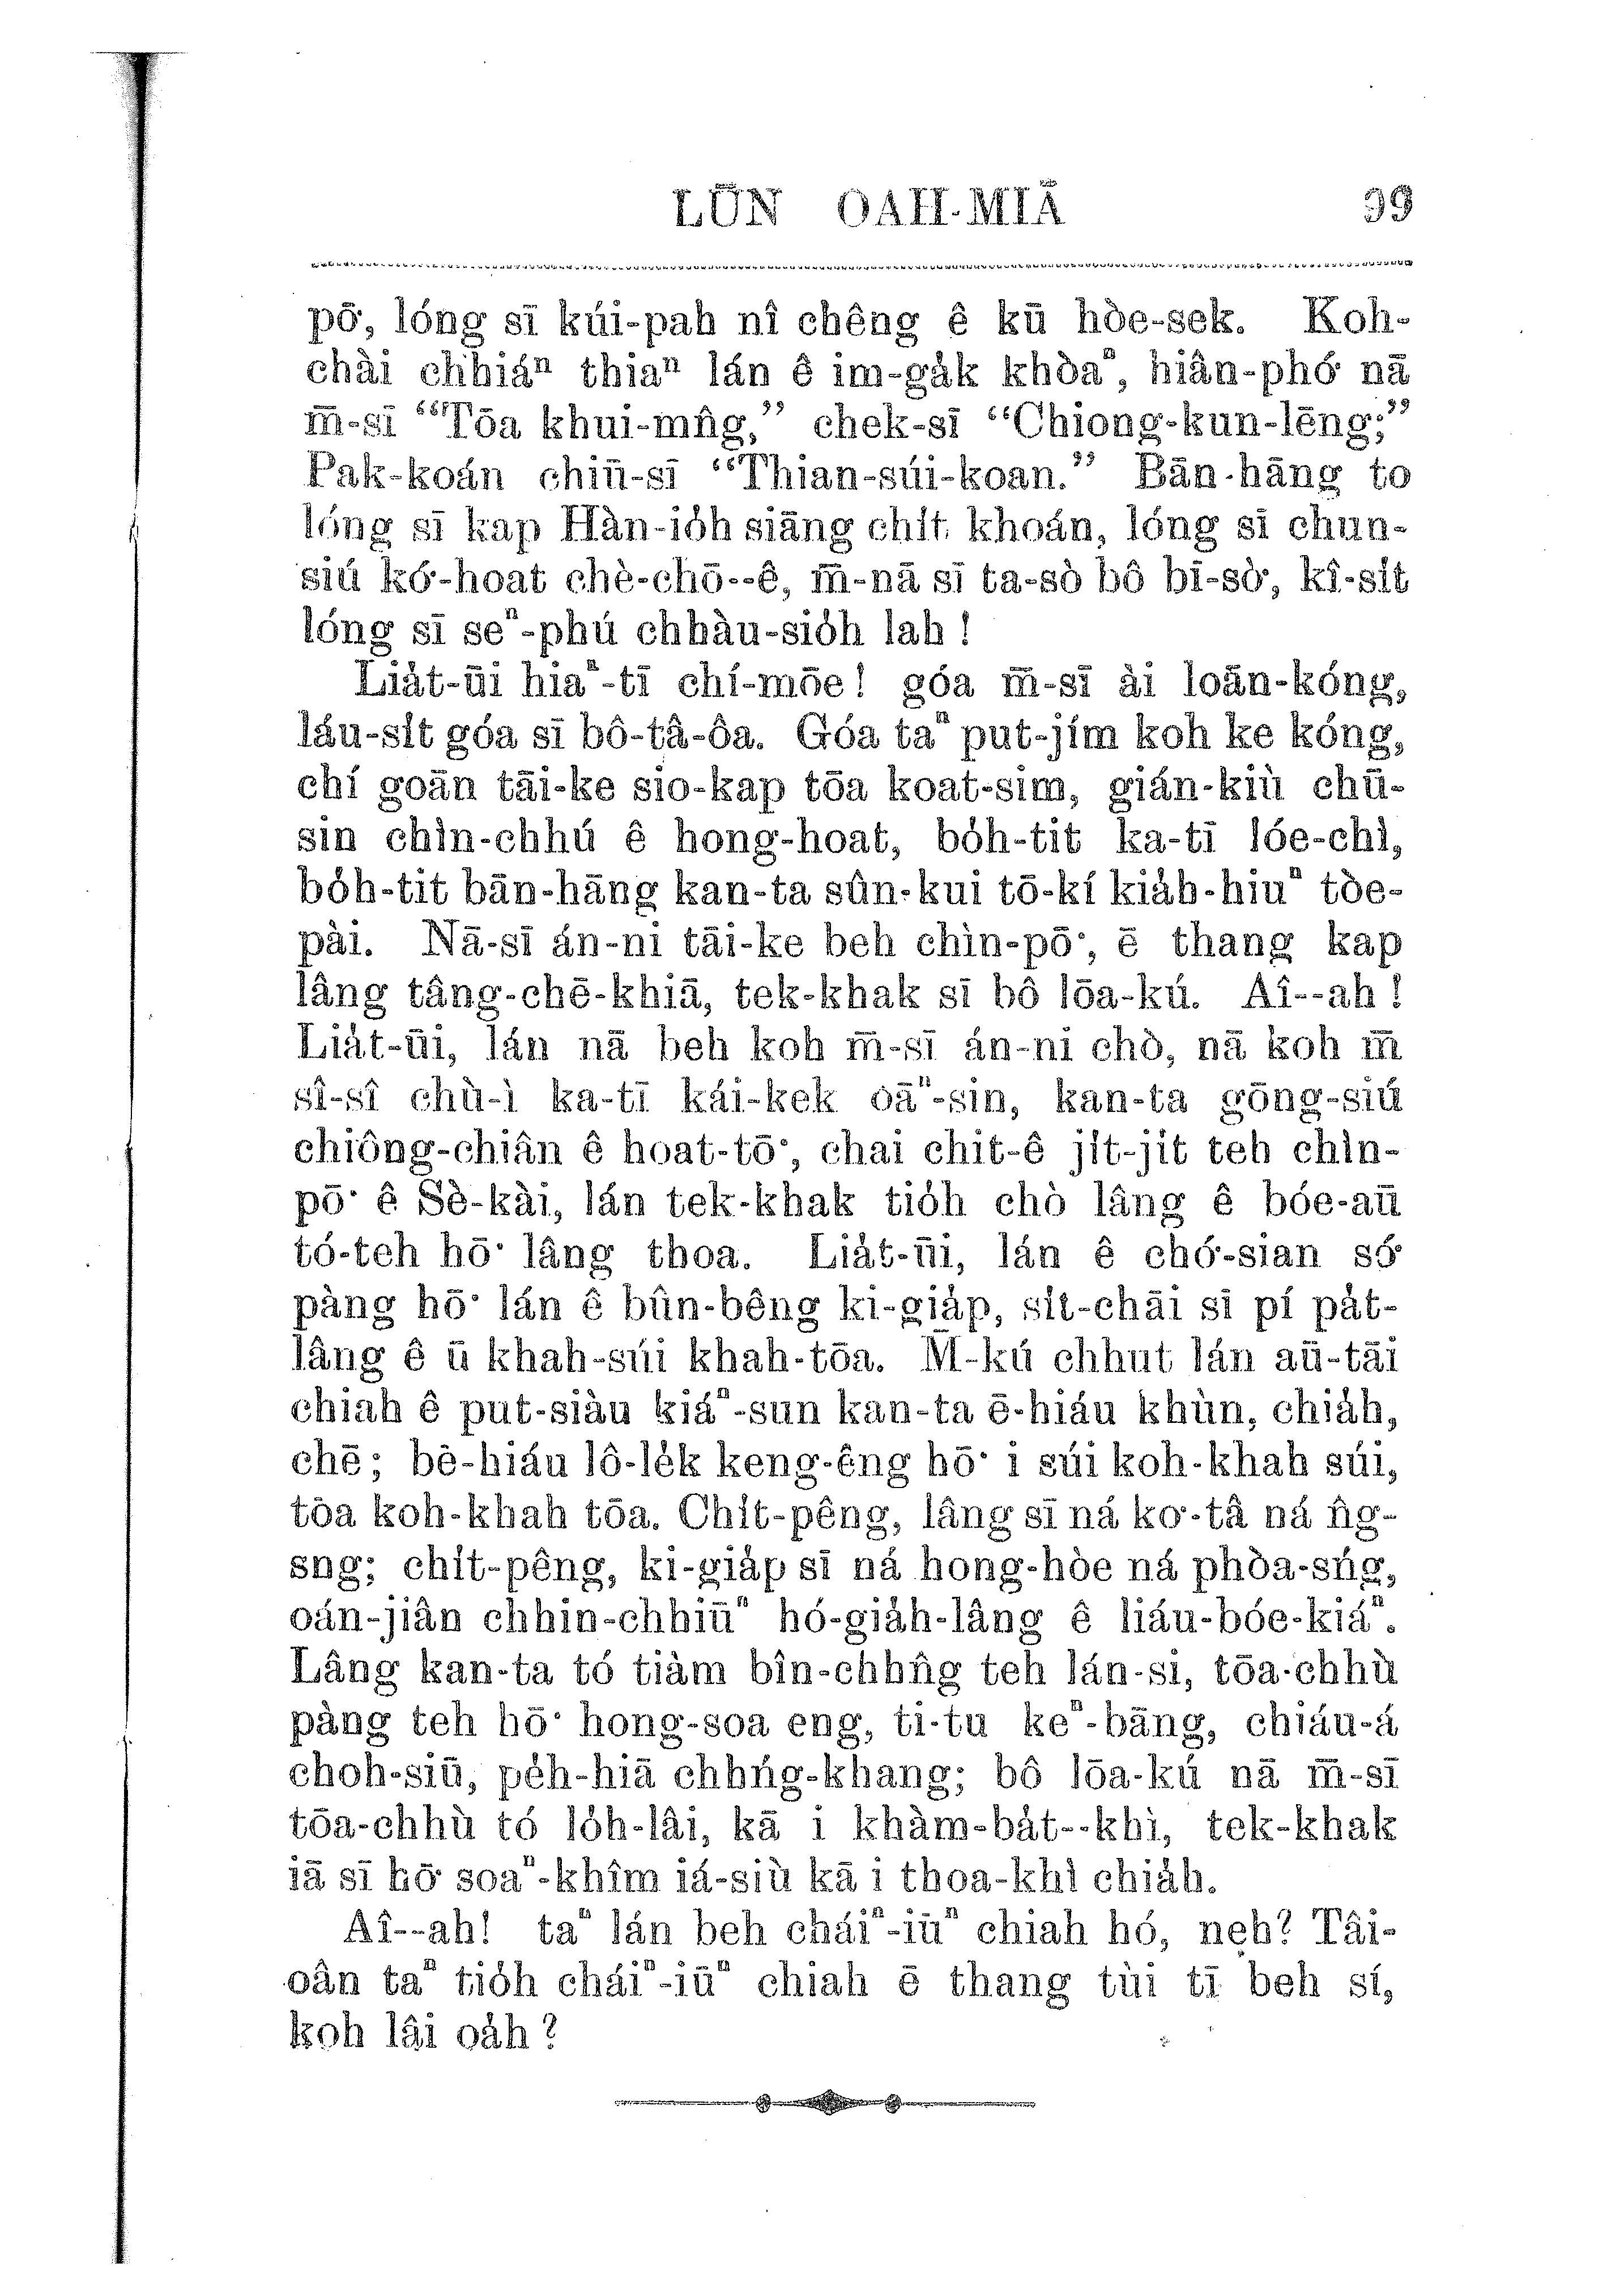 LŪN OAH-MIĀ 99
pō͘, lóng sī kúi-pah nî chêng ê kū hòe-sek. Koh-
chài chhiáⁿ thiaⁿ lán ê im-ga̍k khòaⁿ, hiân-phó͘ nā
m̄-sī “Tōa khui-mn̂g,” chek-sī “Chiong-kun-lēng;”
Pak-koán chiū-sī “Thian-súi-koan.” Bān-hāng to
lóng sī kap Hàn-io̍h siāng chi̍t khoán, lóng sī chun-
siú kó͘-hoat chè-chō--ê, m̄-nā sī ta-sò bô bī-sò͘, kî-si̍t
lóng sī seⁿ-phú chhàu-sio̍h lah!
Lia̍t-ūi hiaⁿ-tī chí-mōe! góa m̄-sī ài loān-kóng,
láu-si̍t góa sī bô-tâ-ôa. Góa taⁿ put-jím koh ke kóng,
chí goān tāi-ke sio-kap tōa koat-sim, gián-kiù chū-
sin chìn-chhú ê hong-hoat, bo̍h-tit ka-tī lóe-chì,
bo̍h-tit bān-hāng kan-ta sûn-kui tō-kí kia̍h-hiuⁿ tòe-
pài. Nā-sī án-ni tāi-ke beh chìn-pō͘, ē thang kap
lâng tâng-chē-khiā, tek-khak sī bô lōa-kú. Aî--ah!
Lia̍t-ūi, lán nā beh koh m̄-sī án-ni chò, nā koh m̄
sî-sî chù-ì ka-tī kái-kek oāⁿ-sin, kan-ta gōng-siú
chiông-chiân ê hoat-tō͘, chai chit-ê ji̍t-ji̍t teh chìn-
pō͘ ê Sè-kài, lán tek-khak tio̍h chò lâng ê bóe-aū
tó-teh hō͘ lâng thoa. Lia̍t-ūi, lán ê chó͘-sian só͘
pàng hō͘ lán ê bûn-bêng ki-gia̍p, si̍t-chāi sī pí pa̍t-
lâng ê ū khah-súi khah-tōa. M̄-kú chhut lán aū-tāi
chiah ê put-siàu kiáⁿ-sun kan-ta ē-hiáu khùn, chia̍h,
chē; bē-hiáu lô-le̍k keng-êng hō͘ i súi koh-khah súi,
tōa koh-khah tōa. Chi̍t-pêng, lâng sī ná ko͘-tâ ná n̂g-
sng; chi̍t-pêng, ki-gia̍p sī ná hong-hòe ná phòa-sńg,
oán-jiân chhin-chhiūⁿ hó-gia̍h-lâng ê liáu-bóe-kiáⁿ.
Lâng kan-ta tó tiàm bîn-chhn̂g teh lán-si, tōa-chhù
pàng teh hō͘ hong-soa eng, ti-tu keⁿ-bāng, chiáu-á
choh-siū, pe̍h-hiā chhńg-khang; bô lōa-kú nā m̄-sī
tōa-chhù tó lo̍h-lâi, kā i khàm-ba̍t--khì, tek-khak
iā sī hō͘ soaⁿ-khîm iá-siù kā i thoa-khì chia̍h.
Aî--ah! taⁿ lán beh cháiⁿ-iūⁿ chiah hó, neh? Tâi-
oân taⁿ tio̍h cháiⁿ-iūⁿ chiah ē thang tùi tī beh sí,
koh lâi oa̍h?